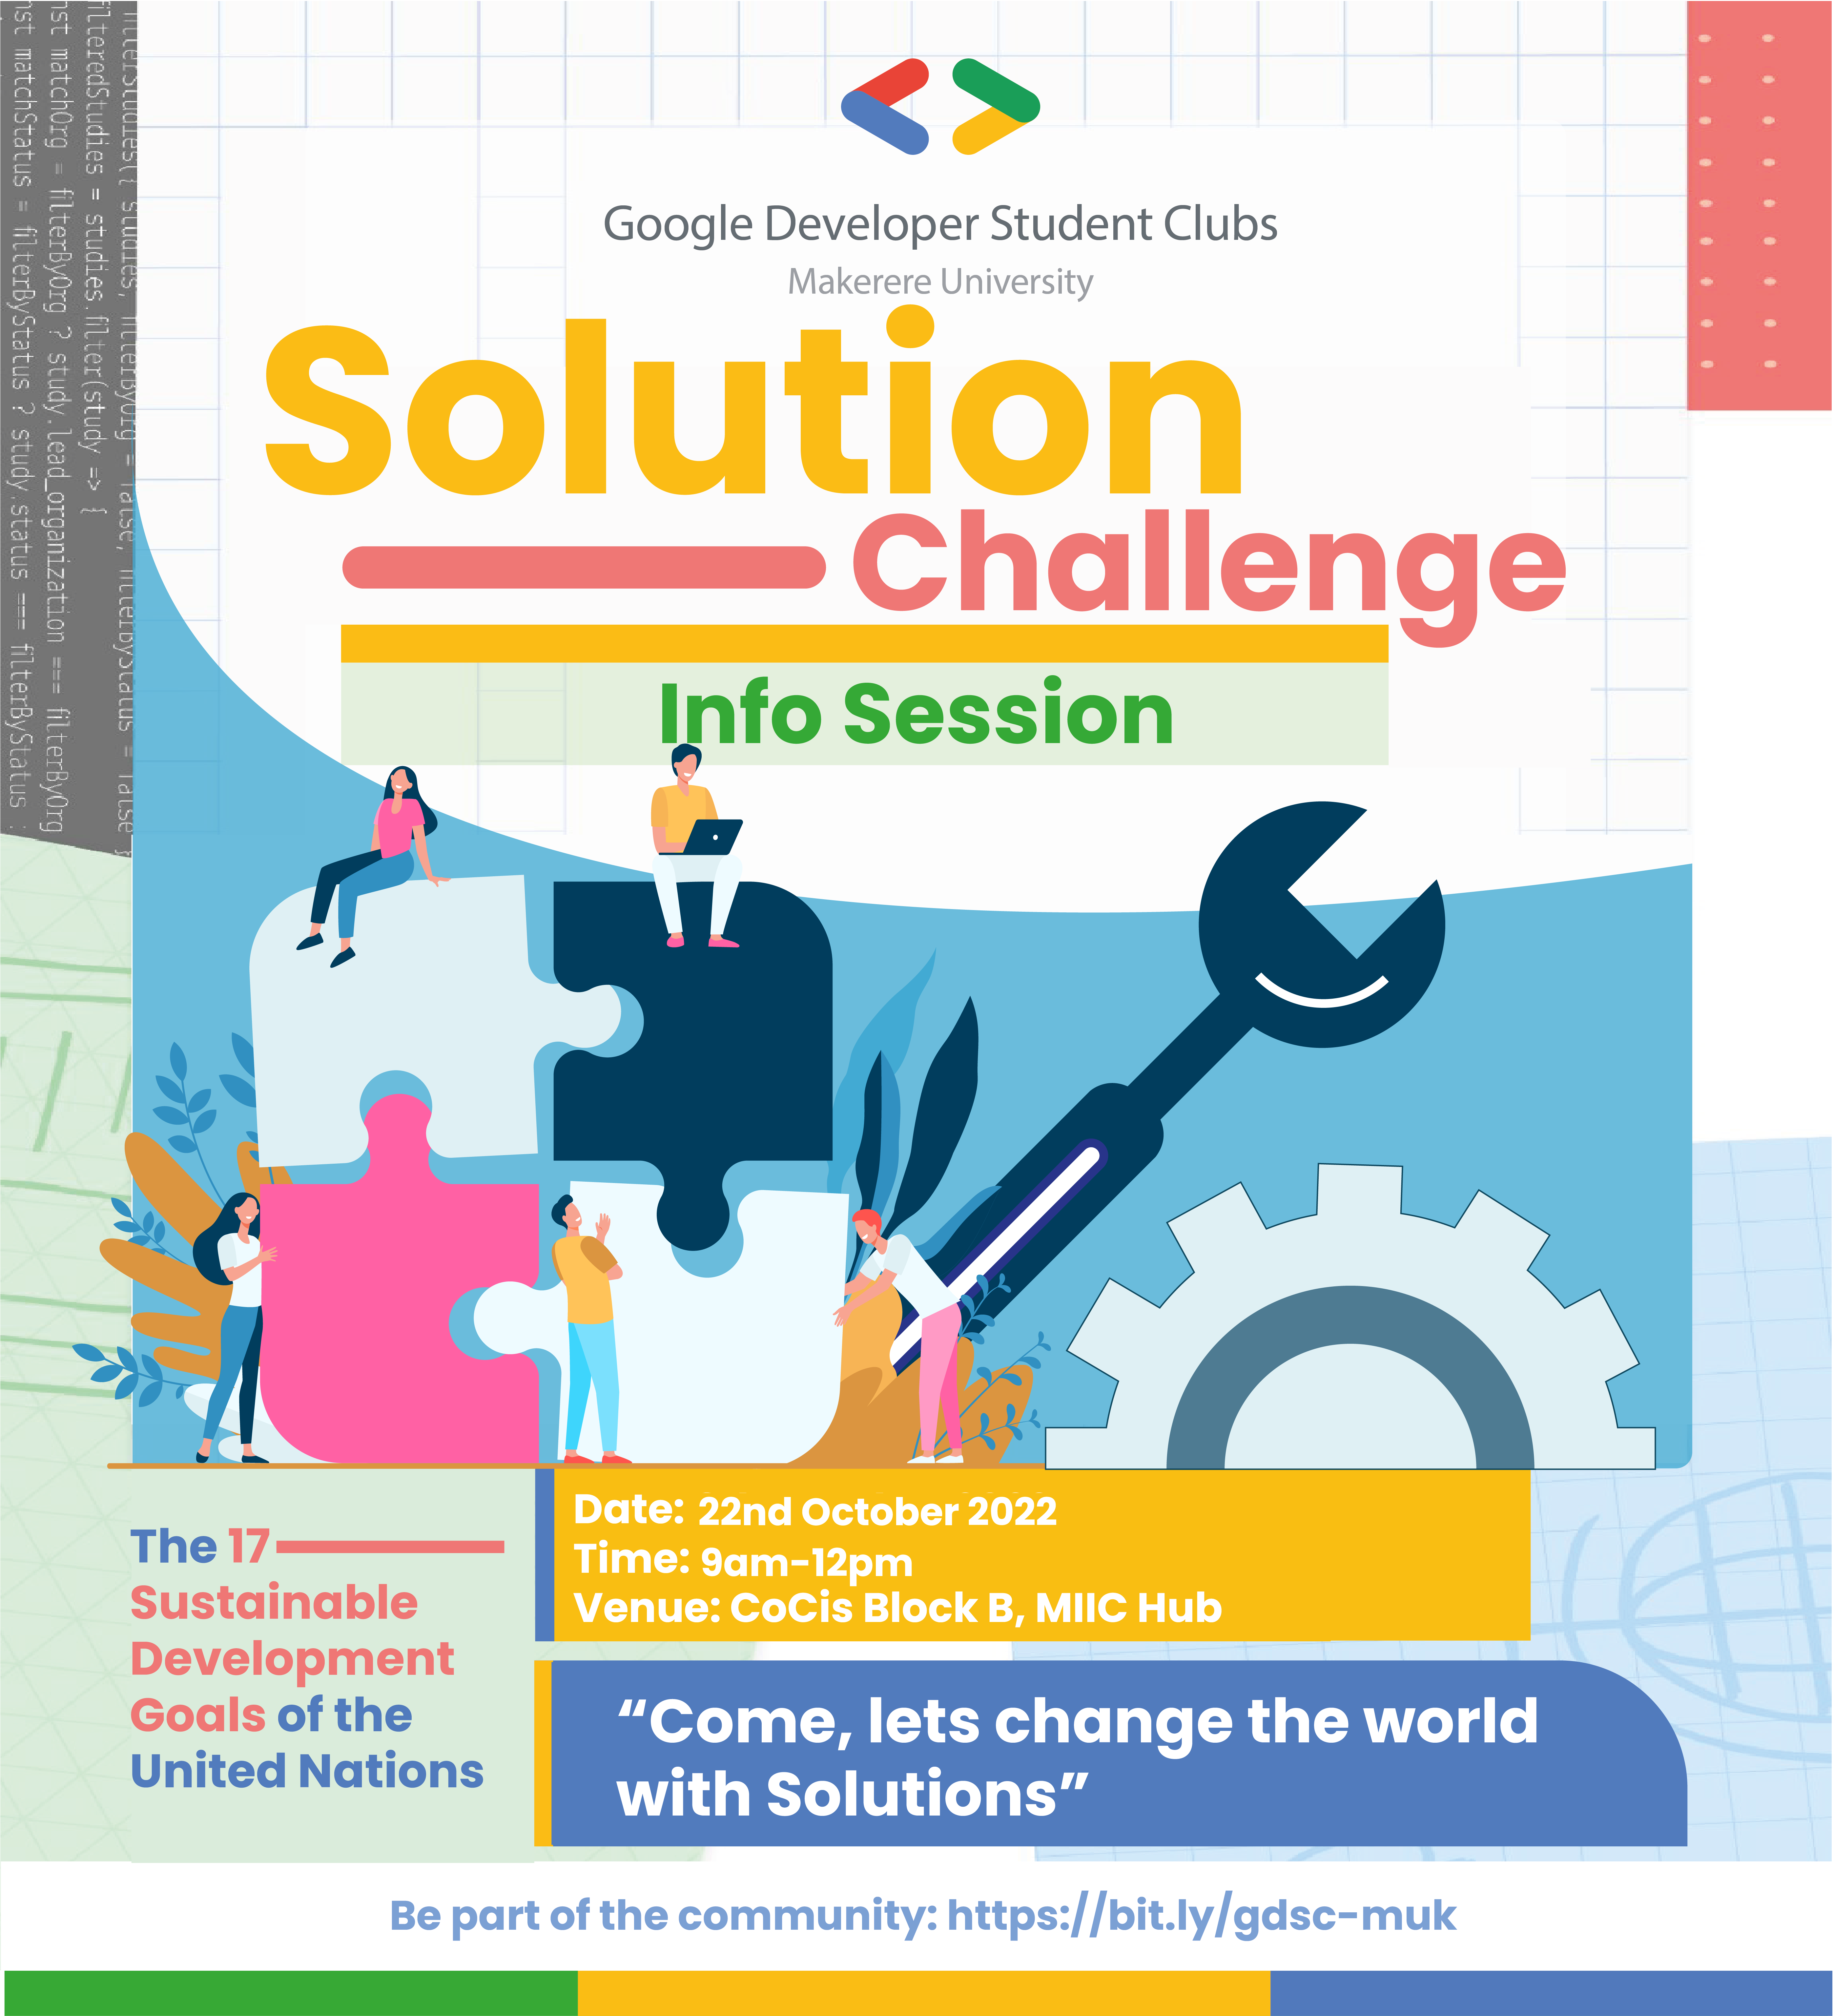 Google Developer Student Clubs
Makerere University
Solution
Challenge
Info Session
The 17
Sustainable
Development
Goals of the
United Nations
Date: 22nd October 2022
Time: 9am-12pm
Venue: CoCis Block B, MIIC Hub
“Come, lets change the world
with Solutions”
Be part of the community: https://bit.ly/gdsc-muk
filteredStudies = studies.filter(study => {
nst matchOrg = filterByOrg ? study.lead_organization === filterByOrg
nst matchStatus = filterByStatus ? study.status === filterByStatus :